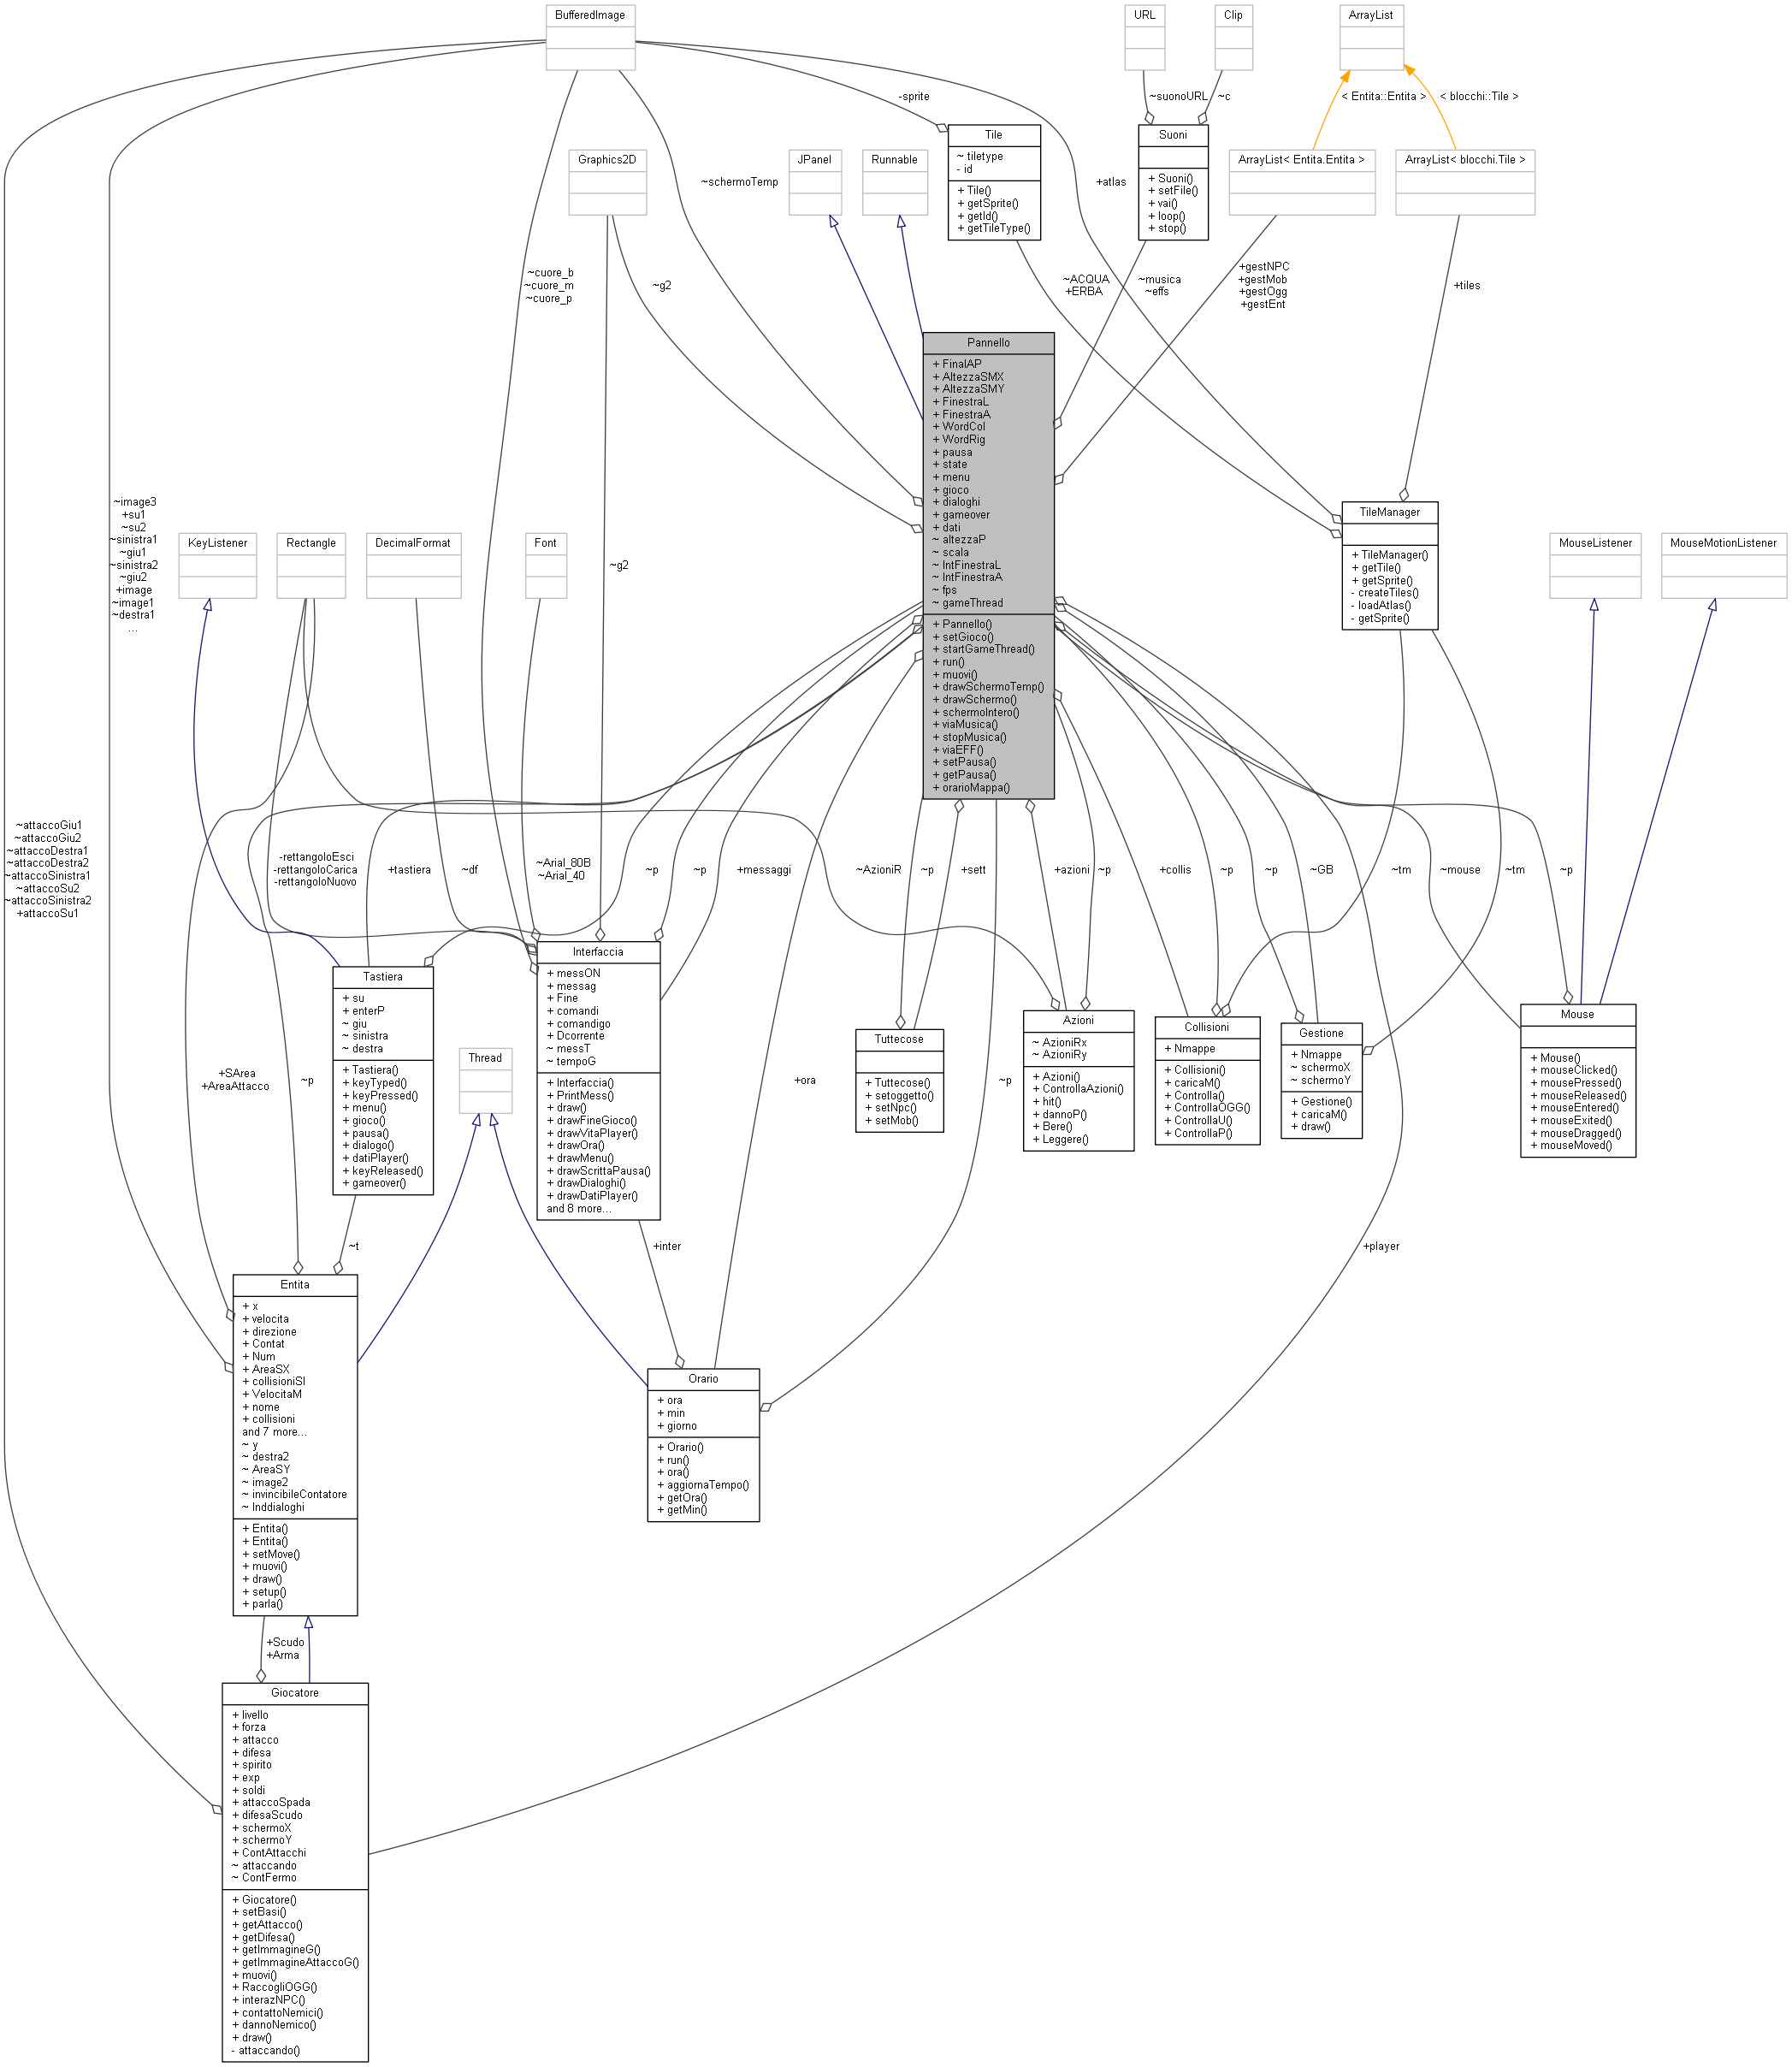 BufferedImage
URL
Clip
ArrayList
-sprite
~suonoURL
~c
< Entita::Entita >
< blocchi::Tile >
Tile
~ tiletype
- id
+ Tile()
+ getSprite()
+ getId()
+ getTileType()
Suoni
+ Suoni()
+ setFile()
+ vai()
+ loop()
+ stop()
Graphics2D
JPanel
Runnable
ArrayList< Entita.Entita >
ArrayList< blocchi.Tile >
~schermoTemp
+atlas
~cuore_b
~cuore_m
~cuore_p
~g2
~ACQUA
+ERBA
~musica
~effs
+gestNPC
+gestMob
+gestOgg
+gestEnt
+tiles
Pannello
+ FinalAP
+ AltezzaSMX
+ AltezzaSMY
+ FinestraL
+ FinestraA
+ WordCol
+ WordRig
+ pausa
+ state
+ menu
+ gioco
+ dialoghi
+ gameover
+ dati
~ altezzaP
~ scala
~ IntFinestraL
~ IntFinestraA
~ fps
~ gameThread
+ Pannello()
+ setGioco()
+ startGameThread()
+ run()
+ muovi()
+ drawSchermoTemp()
+ drawSchermo()
+ schermoIntero()
+ viaMusica()
+ stopMusica()
+ viaEFF()
+ setPausa()
+ getPausa()
+ orarioMappa()
TileManager
+ TileManager()
+ getTile()
+ getSprite()
- createTiles()
- loadAtlas()
- getSprite()
~image3
+su1
~su2
~sinistra1
~giu1
~sinistra2
~giu2
+image
~image1
~destra1
...
KeyListener
Rectangle
DecimalFormat
Font
~g2
MouseListener
MouseMotionListener
~attaccoGiu1
~attaccoGiu2
~attaccoDestra1
~attaccoDestra2
~attaccoSinistra1
~attaccoSu2
~attaccoSinistra2
+attaccoSu1
-rettangoloEsci
-rettangoloCarica
-rettangoloNuovo
+tastiera
~df
~Arial_80B
~Arial_40
~p
~p
+messaggi
~AzioniR
~p
+sett
+azioni
~p
+collis
~p
~p
~GB
~tm
~mouse
~tm
~p
Tastiera
+ su
+ enterP
~ giu
~ sinistra
~ destra
+ Tastiera()
+ keyTyped()
+ keyPressed()
+ menu()
+ gioco()
+ pausa()
+ dialogo()
+ datiPlayer()
+ keyReleased()
+ gameover()
Interfaccia
+ messON
+ messag
+ Fine
+ comandi
+ comandigo
+ Dcorrente
~ messT
~ tempoG
+ Interfaccia()
+ PrintMess()
+ draw()
+ drawFineGioco()
+ drawVitaPlayer()
+ drawOra()
+ drawMenu()
+ drawScrittaPausa()
+ drawDialoghi()
+ drawDatiPlayer()
and 8 more...
Tuttecose
+ Tuttecose()
+ setoggetto()
+ setNpc()
+ setMob()
Azioni
~ AzioniRx
~ AzioniRy
+ Azioni()
+ ControllaAzioni()
+ hit()
+ dannoP()
+ Bere()
+ Leggere()
Collisioni
+ Nmappe
+ Collisioni()
+ caricaM()
+ Controlla()
+ ControllaOGG()
+ ControllaU()
+ ControllaP()
Gestione
+ Nmappe
~ schermoX
~ schermoY
+ Gestione()
+ caricaM()
+ draw()
Mouse
+ Mouse()
+ mouseClicked()
+ mousePressed()
+ mouseReleased()
+ mouseEntered()
+ mouseExited()
+ mouseDragged()
+ mouseMoved()
Thread
+SArea
+AreaAttacco
~p
+ora
~p
~t
+inter
+player
Entita
+ x
+ velocita
+ direzione
+ Contat
+ Num
+ AreaSX
+ collisioniSI
+ VelocitaM
+ nome
+ collisioni
and 7 more...
~ y
~ destra2
~ AreaSY
~ image2
~ invincibileContatore
~ Inddialoghi
+ Entita()
+ Entita()
+ setMove()
+ muovi()
+ draw()
+ setup()
+ parla()
Orario
+ ora
+ min
+ giorno
+ Orario()
+ run()
+ ora()
+ aggiornaTempo()
+ getOra()
+ getMin()
+Scudo
+Arma
Giocatore
+ livello
+ forza
+ attacco
+ difesa
+ spirito
+ exp
+ soldi
+ attaccoSpada
+ difesaScudo
+ schermoX
+ schermoY
+ ContAttacchi
~ attaccando
~ ContFermo
+ Giocatore()
+ setBasi()
+ getAttacco()
+ getDifesa()
+ getImmagineG()
+ getImmagineAttaccoG()
+ muovi()
+ RaccogliOGG()
+ interazNPC()
+ contattoNemici()
+ dannoNemico()
+ draw()
- attaccando()